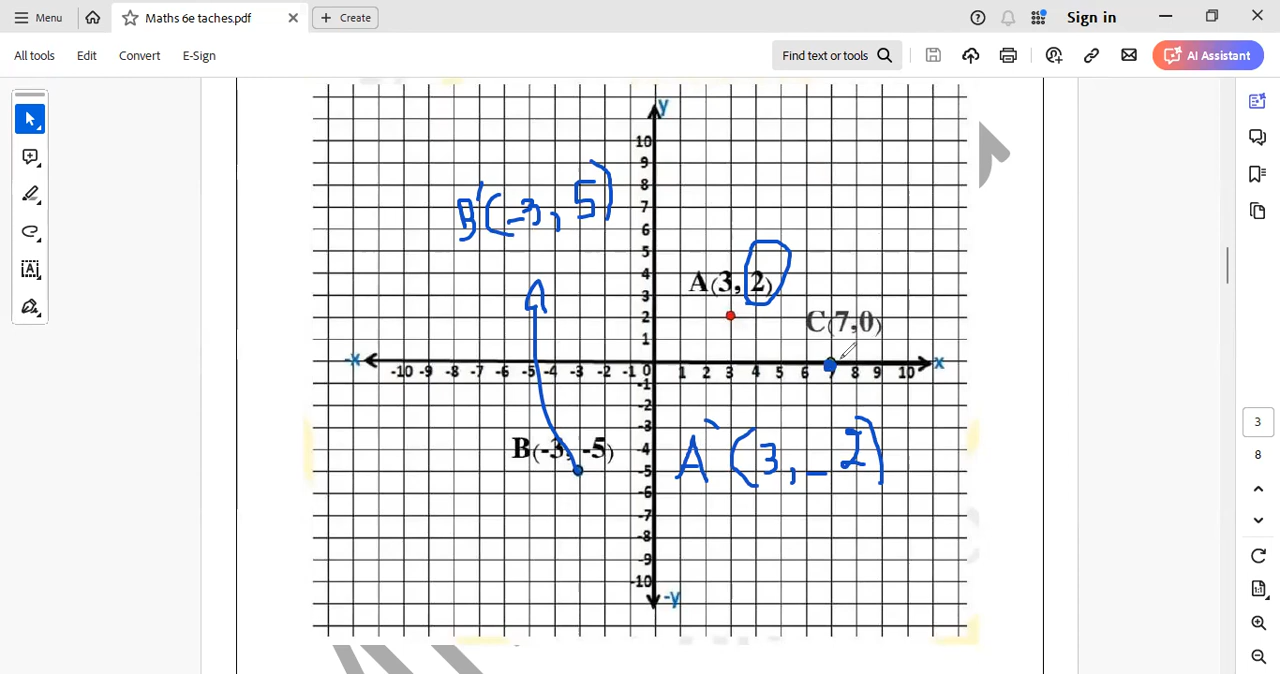 Menu
Maths 6e taches.pdf
Create
Sign in
All tools
Edit
Convert
E-Sign
Find text or tools
AI Assistant
y
10
9
8
7
6
5
4
3
2
1
B'(-3, 5)
A(3, 2)
C(7,0)
-x
-10 -9 -8 -7 -6 -5 -4 -3 -2 -1 0 1 2 3 4 5 6 7 8 9 10
x
-1
-2
-3
-4
-5
-6
-7
-8
-9
-10
B(-3, -5)
A'(3, -2)
-y
3
8
1:1